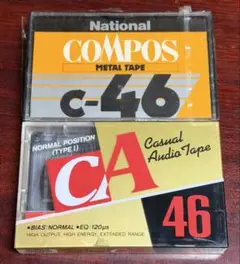 National
COMPOS
METAL TAPE
C-46
NORMAL POSITION
(TYPE I)
CA
Casual
Audio Tape
•BIAS: NORMAL •EQ: 120μs
HIGH OUTPUT, HIGH ENERGY, EXTENDED RANGE
46